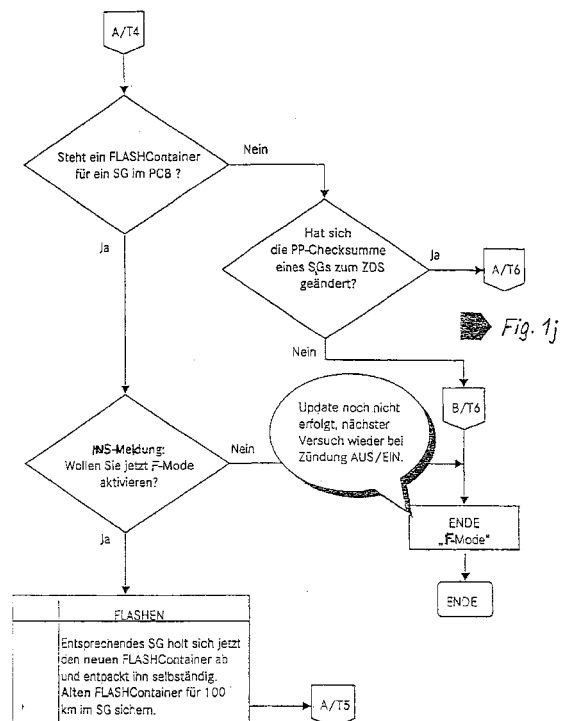 A/T4
Steht ein FLASHContainer
für ein SG im PCB ?
Nein
Ja
Hat sich
die PP-Checksumme
eines SGs zum ZDS
geändert?
Ja
A/T6
Fig. 1j
Nein
B/T6
Update noch nicht
erfolgt, nächster
Versuch wieder bei
Zündung AUS/EIN.
INS-Meldung:
Wollen Sie jetzt F-Mode
aktivieren?
Nein
Ja
ENDE
„F-Mode"
ENDE
FLASHEN
Entsprechendes SG holt sich jetzt
den neuen FLASHContainer ab
und entpackt ihn selbständig.
Alten FLASHContainer für 100
km im SG sichern.
A/T5